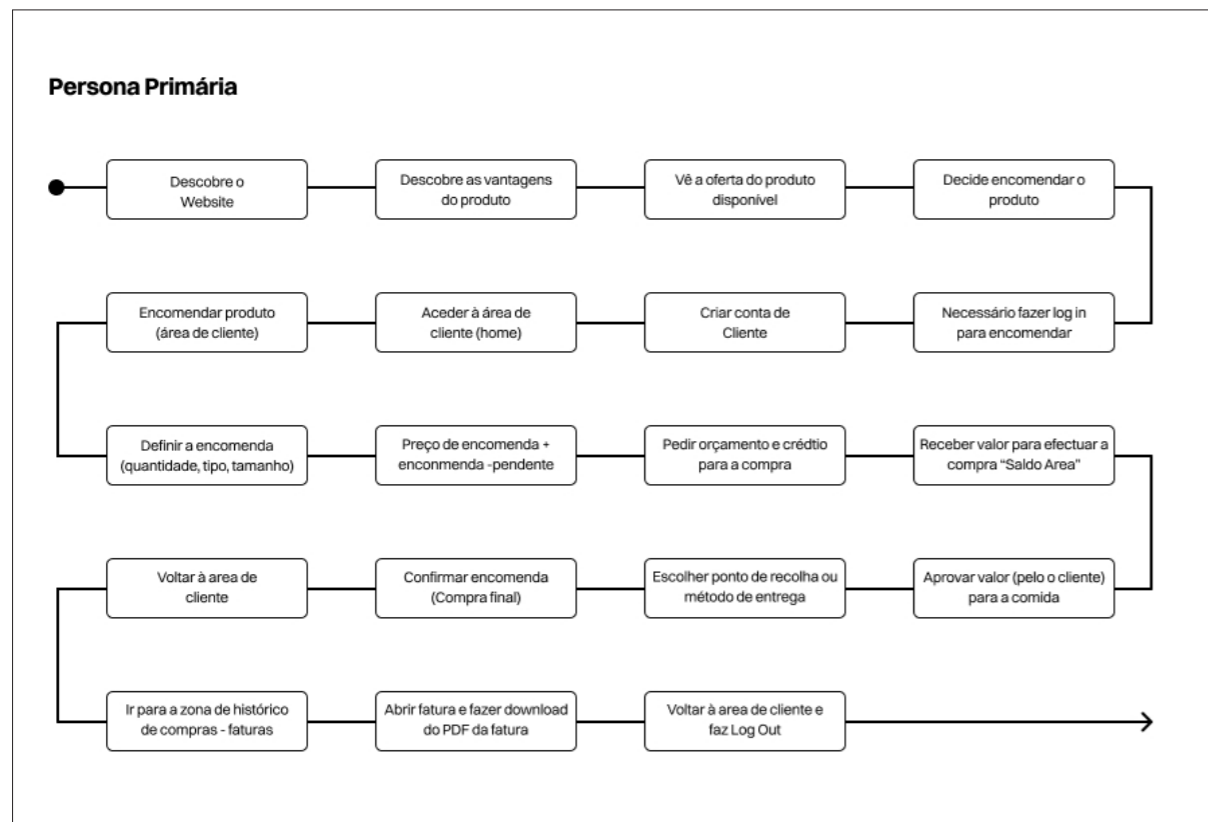 Persona Primária
Descobre o
Website
Descobre as vantagens
do produto
Vê a oferta do produto
disponível
Decide encomendar o
produto
Encomendar produto
(área de cliente)
Aceder à área de
cliente (home)
Criar conta de
Cliente
Necessário fazer log in
para encomendar
Definir a encomenda
(quantidade, tipo, tamanho)
Preço de encomenda +
enconmenda -pendente
Pedir orçamento e crédtio
para a compra
Receber valor para efectuar a
compra “Saldo Area”
Voltar à area de
cliente
Confirmar encomenda
(Compra final)
Escolher ponto de recolha ou
método de entrega
Aprovar valor (pelo o cliente)
para a comida
Ir para a zona de histórico
de compras - faturas
Abrir fatura e fazer download
do PDF da fatura
Voltar à area de cliente e
faz Log Out